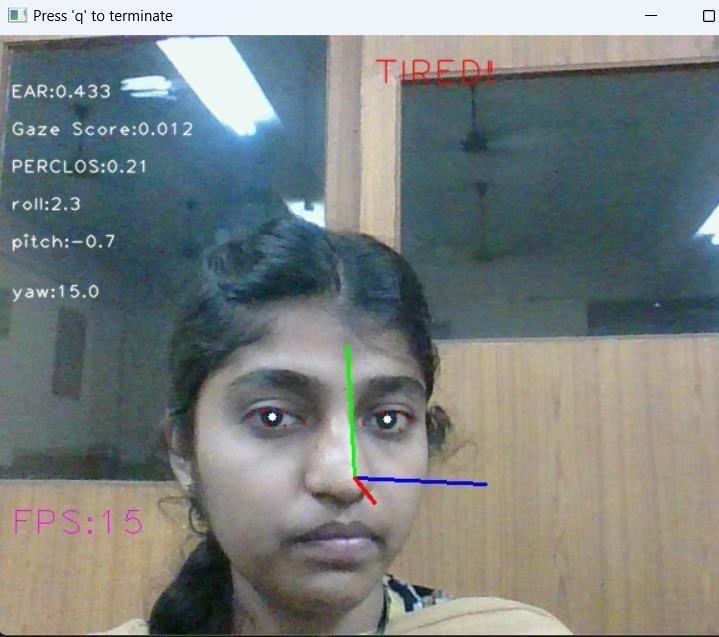 Press 'q' to terminate
TIRED!
EAR:0.433
Gaze Score:0.012
PERCLOS:0.21
roll:2.3
pitch:-0.7
yaw:15.0
FPS:15